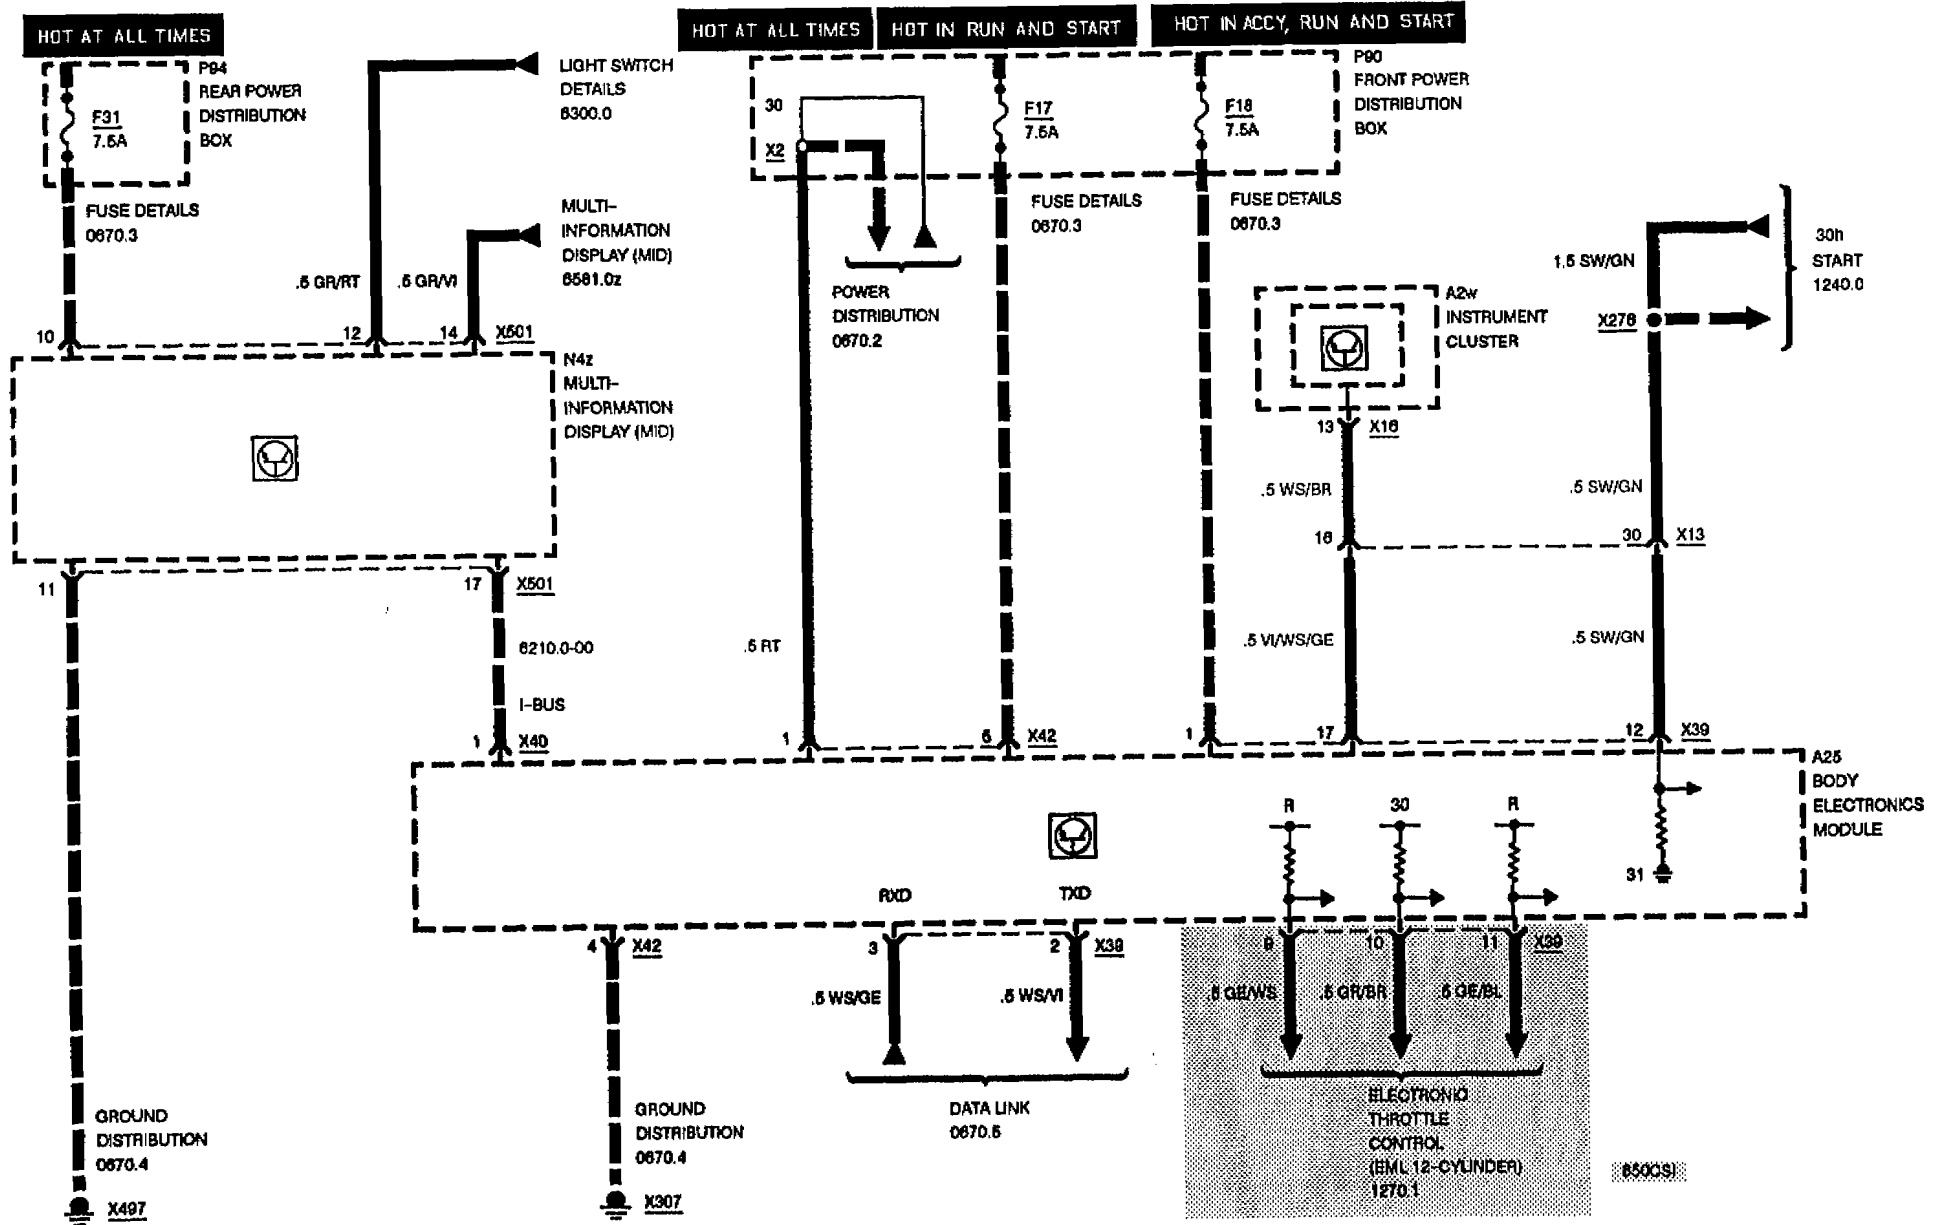 HOT AT ALL TIMES
HOT AT ALL TIMES
HOT IN RUN AND START
HOT IN ACCY, RUN AND START
P94
REAR POWER
DISTRIBUTION
BOX
F31
7.5A
FUSE DETAILS
0670.3
LIGHT SWITCH
DETAILS
6300.0
MULTI-
INFORMATION
DISPLAY (MID)
6581.0z
.5 GR/RT
.5 GR/VI
10
12
14
X501
N4z
MULTI-
INFORMATION
DISPLAY (MID)
11
17
X501
6210.0-00
I-BUS
1
X40
30
X2
F17
7.5A
F18
7.5A
P90
FRONT POWER
DISTRIBUTION
BOX
FUSE DETAILS
0670.3
FUSE DETAILS
0670.3
POWER
DISTRIBUTION
0670.2
A2w
INSTRUMENT
CLUSTER
1.5 SW/GN
30h
START
1240.0
X278
13
X16
.5 WS/BR
.5 SW/GN
16
30
X13
.5 RT
.5 VI/WS/GE
.5 SW/GN
1
6
X42
1
17
12
X39
A25
BODY
ELECTRONICS
MODULE
R
30
R
31
RXD
TXD
4
X42
3
2
X39
9
10
11
X39
.5 WS/GE
.5 WS/VI
.5 GE/WS
.5 GR/BR
.5 GE/BL
DATA LINK
0670.5
ELECTRONIC
THROTTLE
CONTROL
(EML 12-CYLINDER)
1270.1
850CSI
GROUND
DISTRIBUTION
0670.4
X497
GROUND
DISTRIBUTION
0670.4
X307